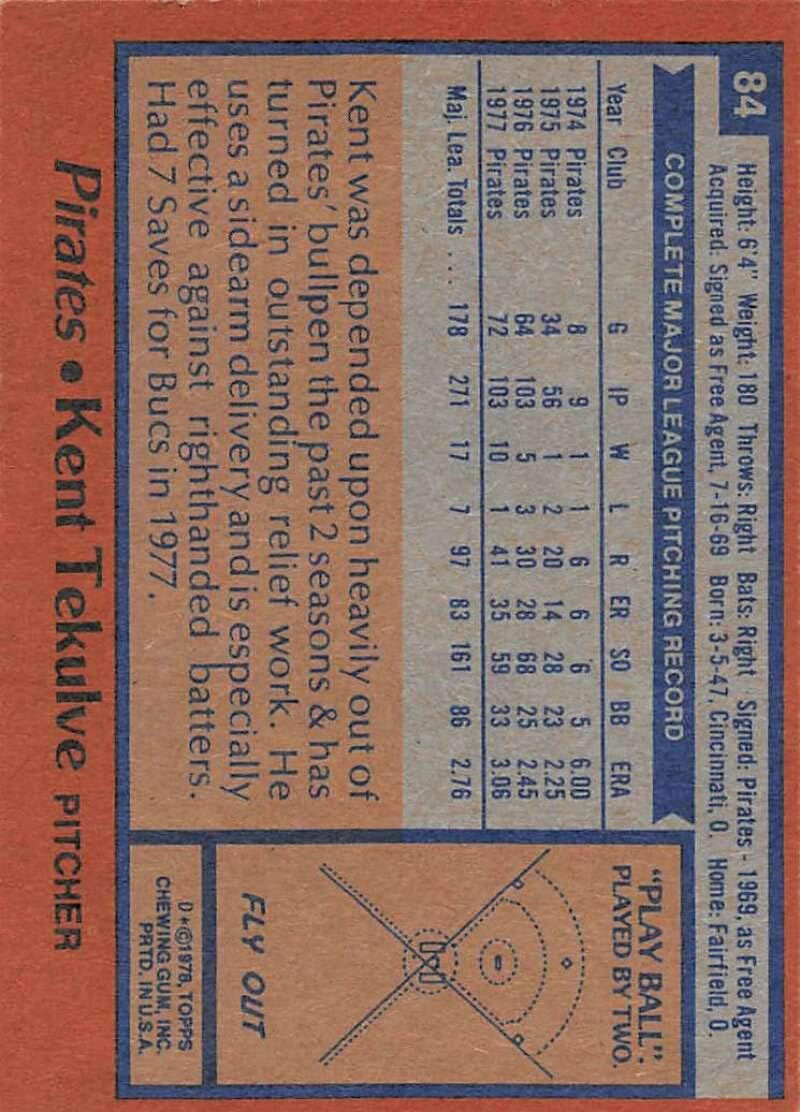 84
Height: 6'4" Weight: 180 Throws: Right Bats: Right Signed: Pirates - 1969, as Free Agent
Acquired: Signed as Free Agent, 7-16-69 Born: 3-5-47, Cincinnati, O. Home: Fairfield, O.
COMPLETE MAJOR LEAGUE PITCHING RECORD
Year Club G IP W L R ER SO BB ERA
1974 Pirates 8 9 1 1 6 6 6 5 6.00
1975 Pirates 34 56 1 2 20 14 28 23 2.25
1976 Pirates 64 103 5 3 30 28 68 25 2.45
1977 Pirates 72 103 10 1 41 35 59 33 3.06
Maj. Lea. Totals ... 178 271 17 7 97 83 161 86 2.76
Kent was depended upon heavily out of
Pirates' bullpen the past 2 seasons & has
turned in outstanding relief work. He
uses a sidearm delivery and is especially
effective against righthanded batters.
Had 7 Saves for Bucs in 1977.
"PLAY BALL".
PLAYED BY TWO.
FLY OUT
D*©1978, TOPPS
CHEWING GUM, INC.
PRTD. IN U.S.A.
Pirates • Kent Tekulve PITCHER